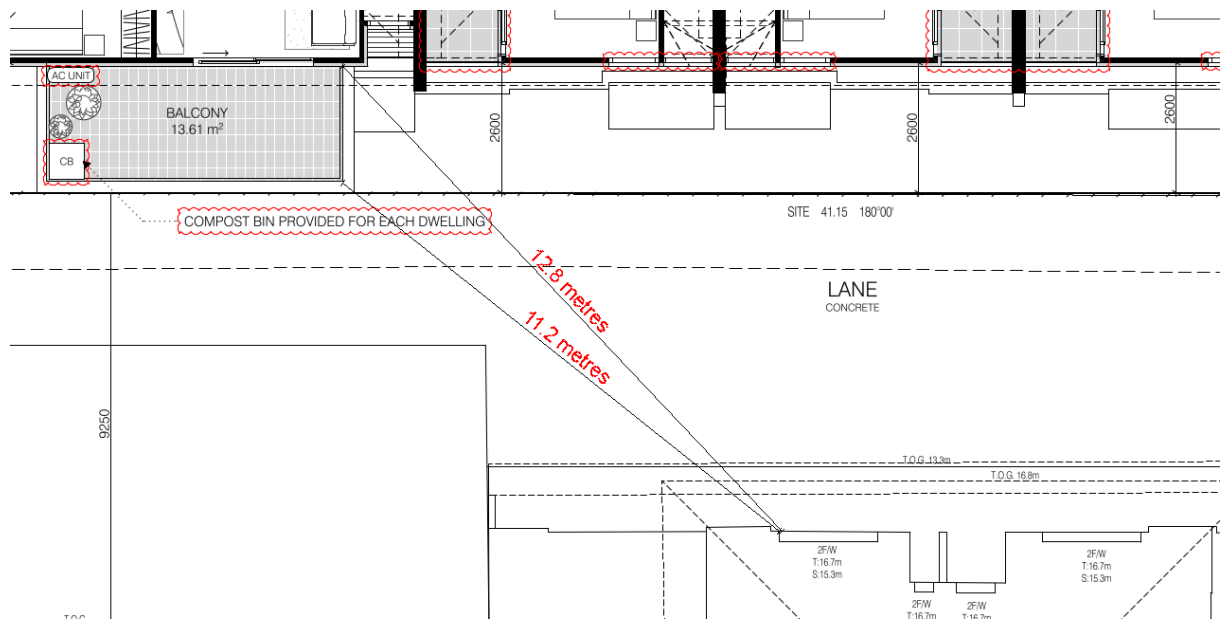 AC UNIT
BALCONY
13.61 m²
CB
COMPOST BIN PROVIDED FOR EACH DWELLING
2600
2600
2600
SITE 41.15 180°00'
12.8 metres
11.2 metres
LANE
CONCRETE
9250
T.O.G. 13.3m
T.O.G. 16.8m
2F/W
T:16.7m
S:15.3m
2F/W
T:16.7m
S:15.3m
2F/W
T:16.7m
2F/W
T:16.7m
T.O.G.